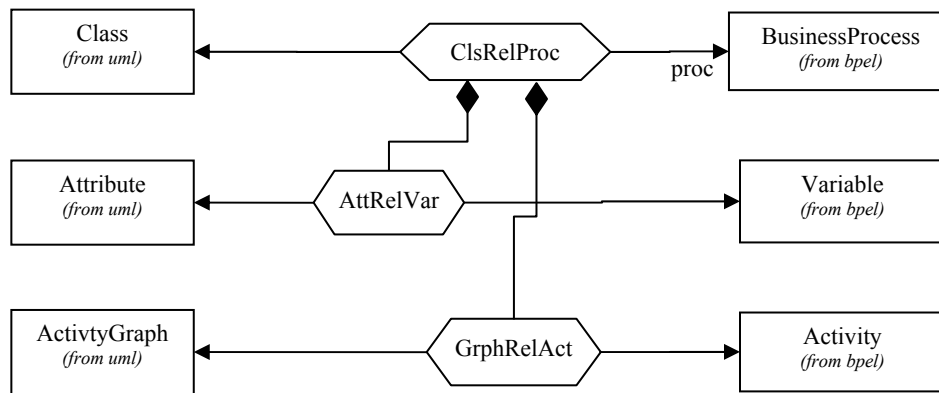 Class
(from uml)
ClsRelProc
proc
BusinessProcess
(from bpel)
Attribute
(from uml)
AttRelVar
Variable
(from bpel)
ActivtyGraph
(from uml)
GrphRelAct
Activity
(from bpel)